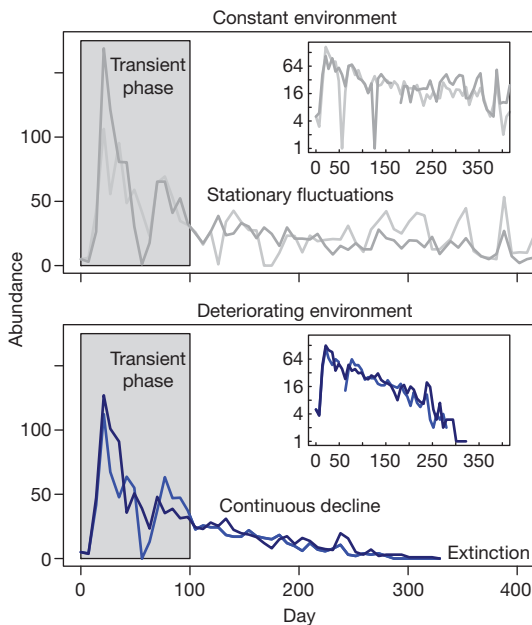 Constant environment
Transient
phase
64
16
4
1
0 50 150 250 350
100
50
0
Stationary fluctuations
Abundance
Deteriorating environment
Transient
phase
64
16
4
1
0 50 150 250 350
100
50
0
Continuous decline
Extinction
0 100 200 300 400
Day